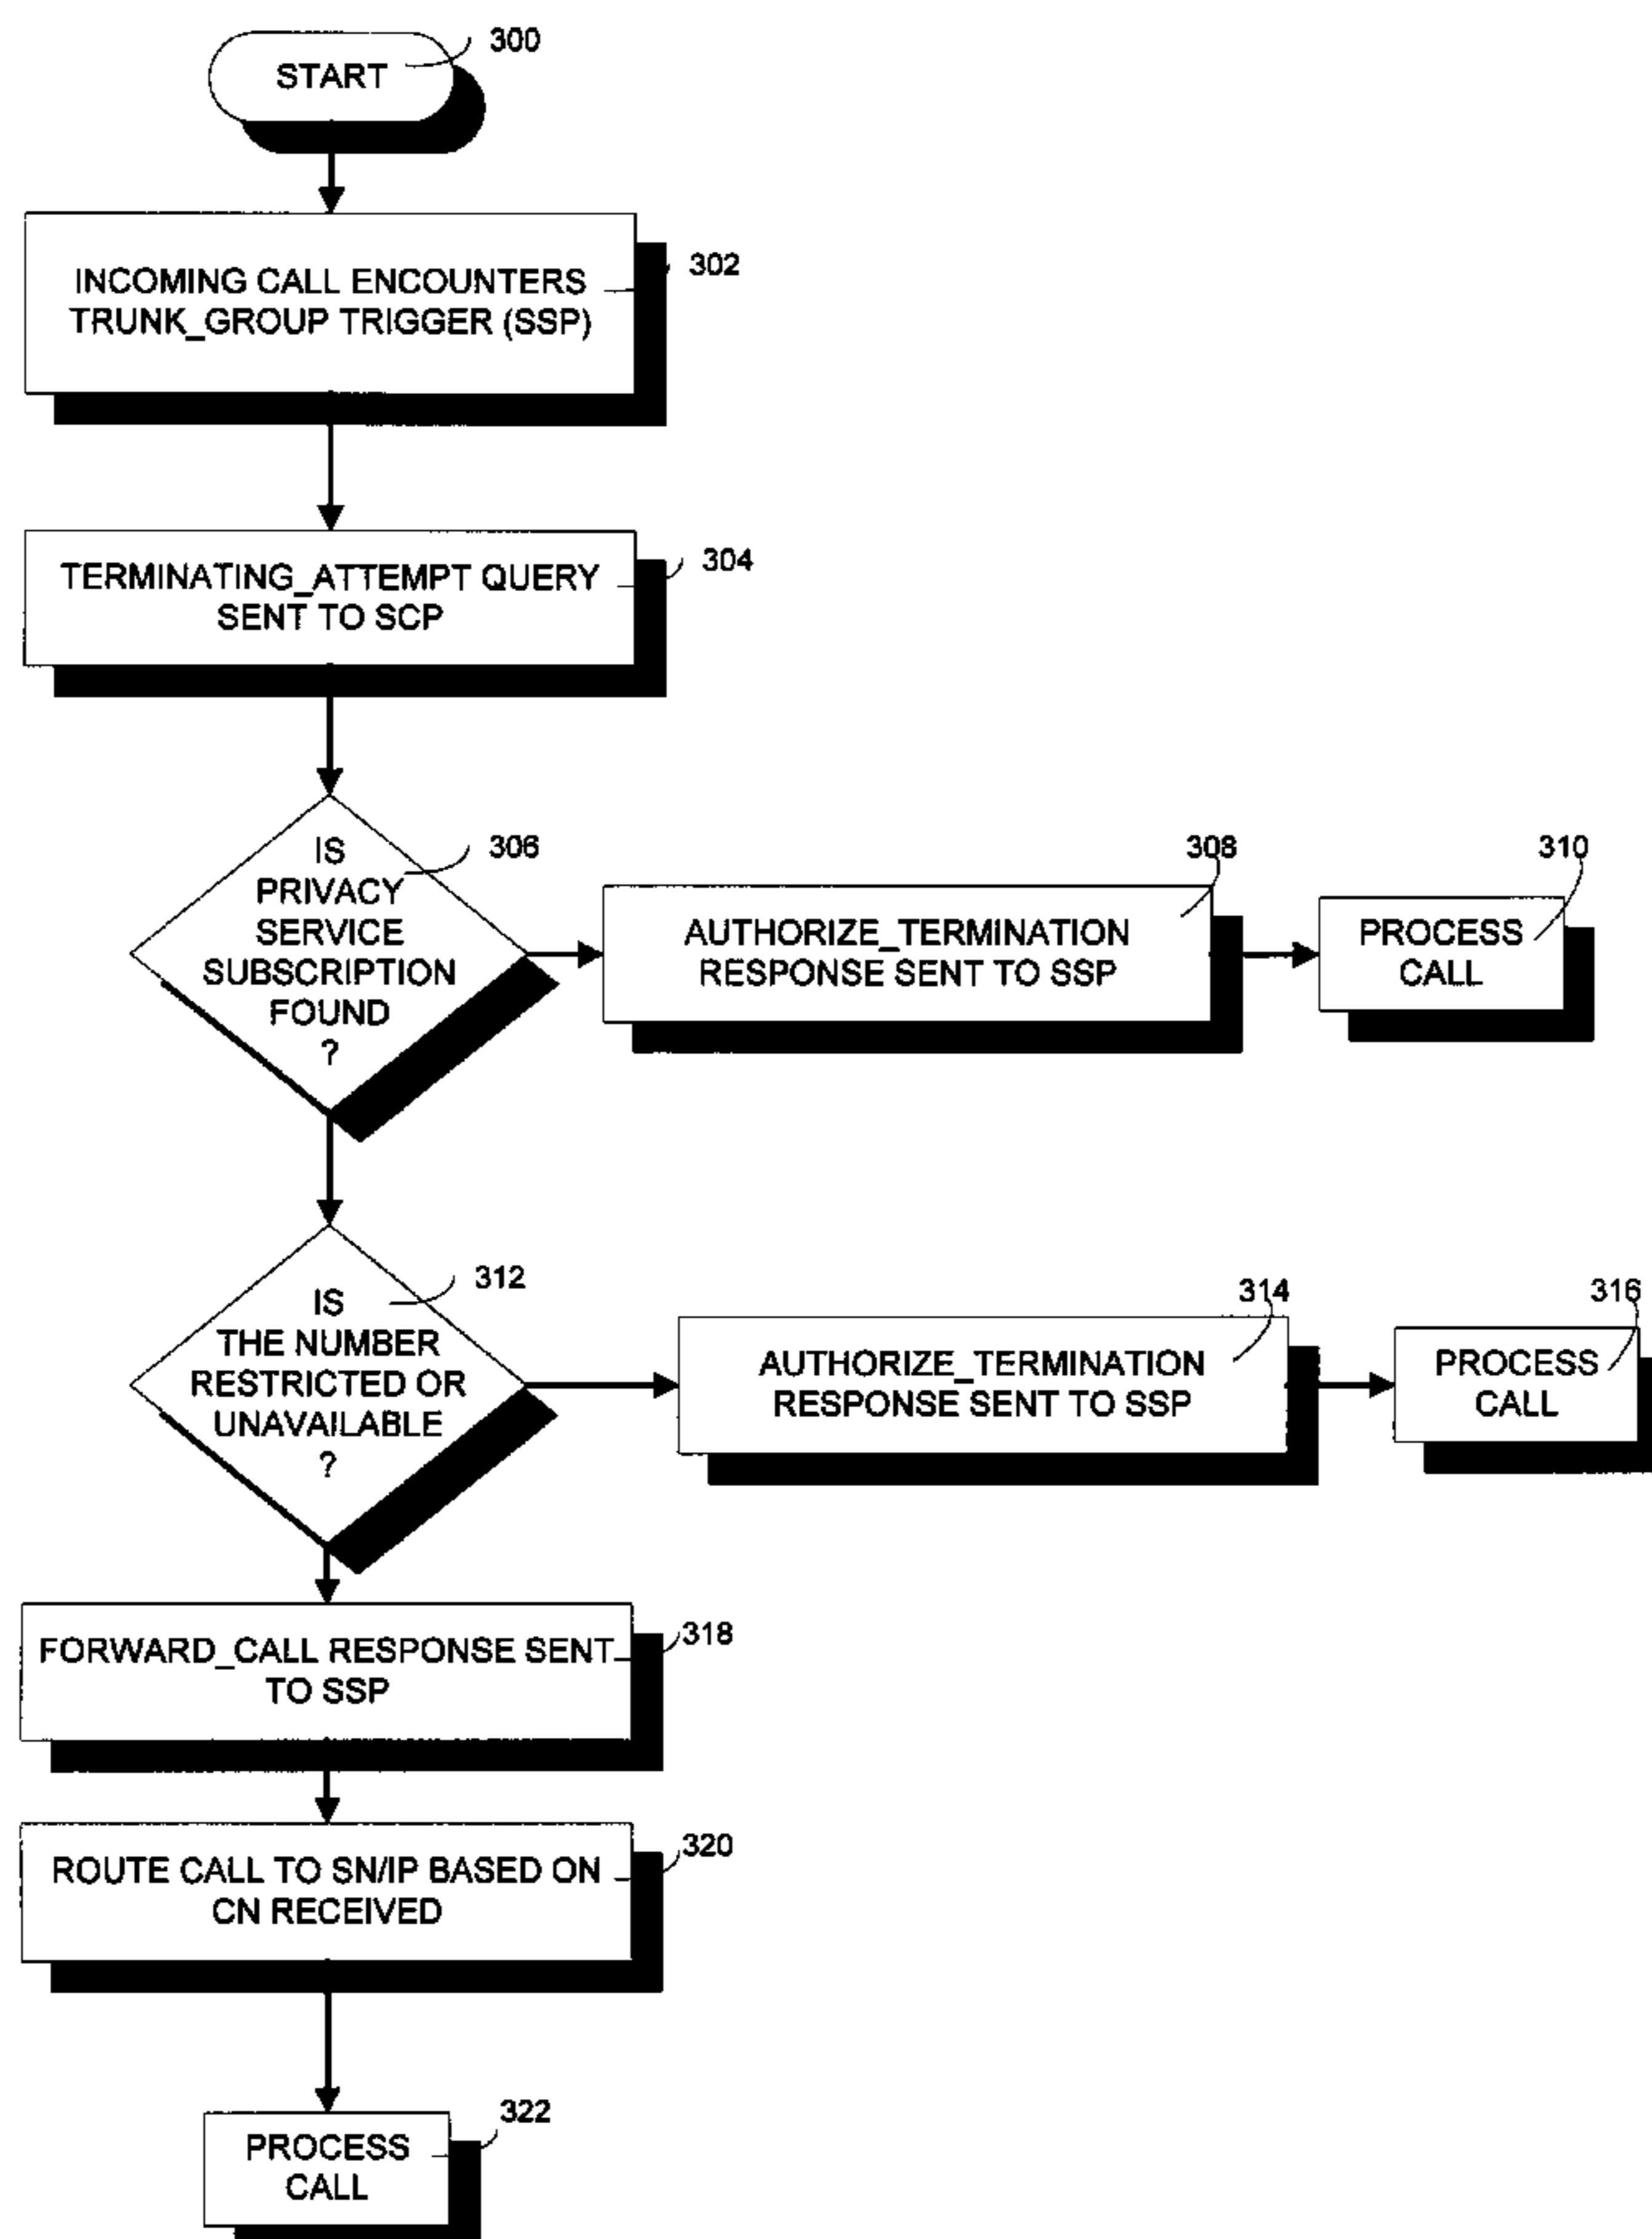 300
START
302
INCOMING CALL ENCOUNTERS
TRUNK_GROUP TRIGGER (SSP)
304
TERMINATING_ATTEMPT QUERY
SENT TO SCP
306
IS
PRIVACY
SERVICE
SUBSCRIPTION
FOUND
?
308
AUTHORIZE_TERMINATION
RESPONSE SENT TO SSP
310
PROCESS
CALL
312
IS
THE NUMBER
RESTRICTED OR
UNAVAILABLE
?
314
AUTHORIZE_TERMINATION
RESPONSE SENT TO SSP
316
PROCESS
CALL
318
FORWARD_CALL RESPONSE SENT
TO SSP
320
ROUTE CALL TO SN/IP BASED ON
CN RECEIVED
322
PROCESS
CALL